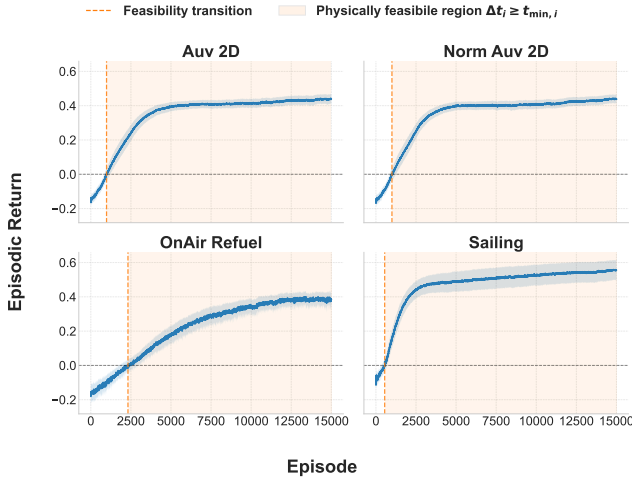 Feasibility transition
Physically feasibile region Δt_i ≥ t_min, i
Auv 2D
Norm Auv 2D
0.6
0.4
0.2
0.0
−0.2
OnAir Refuel
Sailing
0.6
0.4
0.2
0.0
−0.2
0 2500 5000 7500 10000 12500 15000
0 2500 5000 7500 10000 12500 15000
Episodic Return
Episode